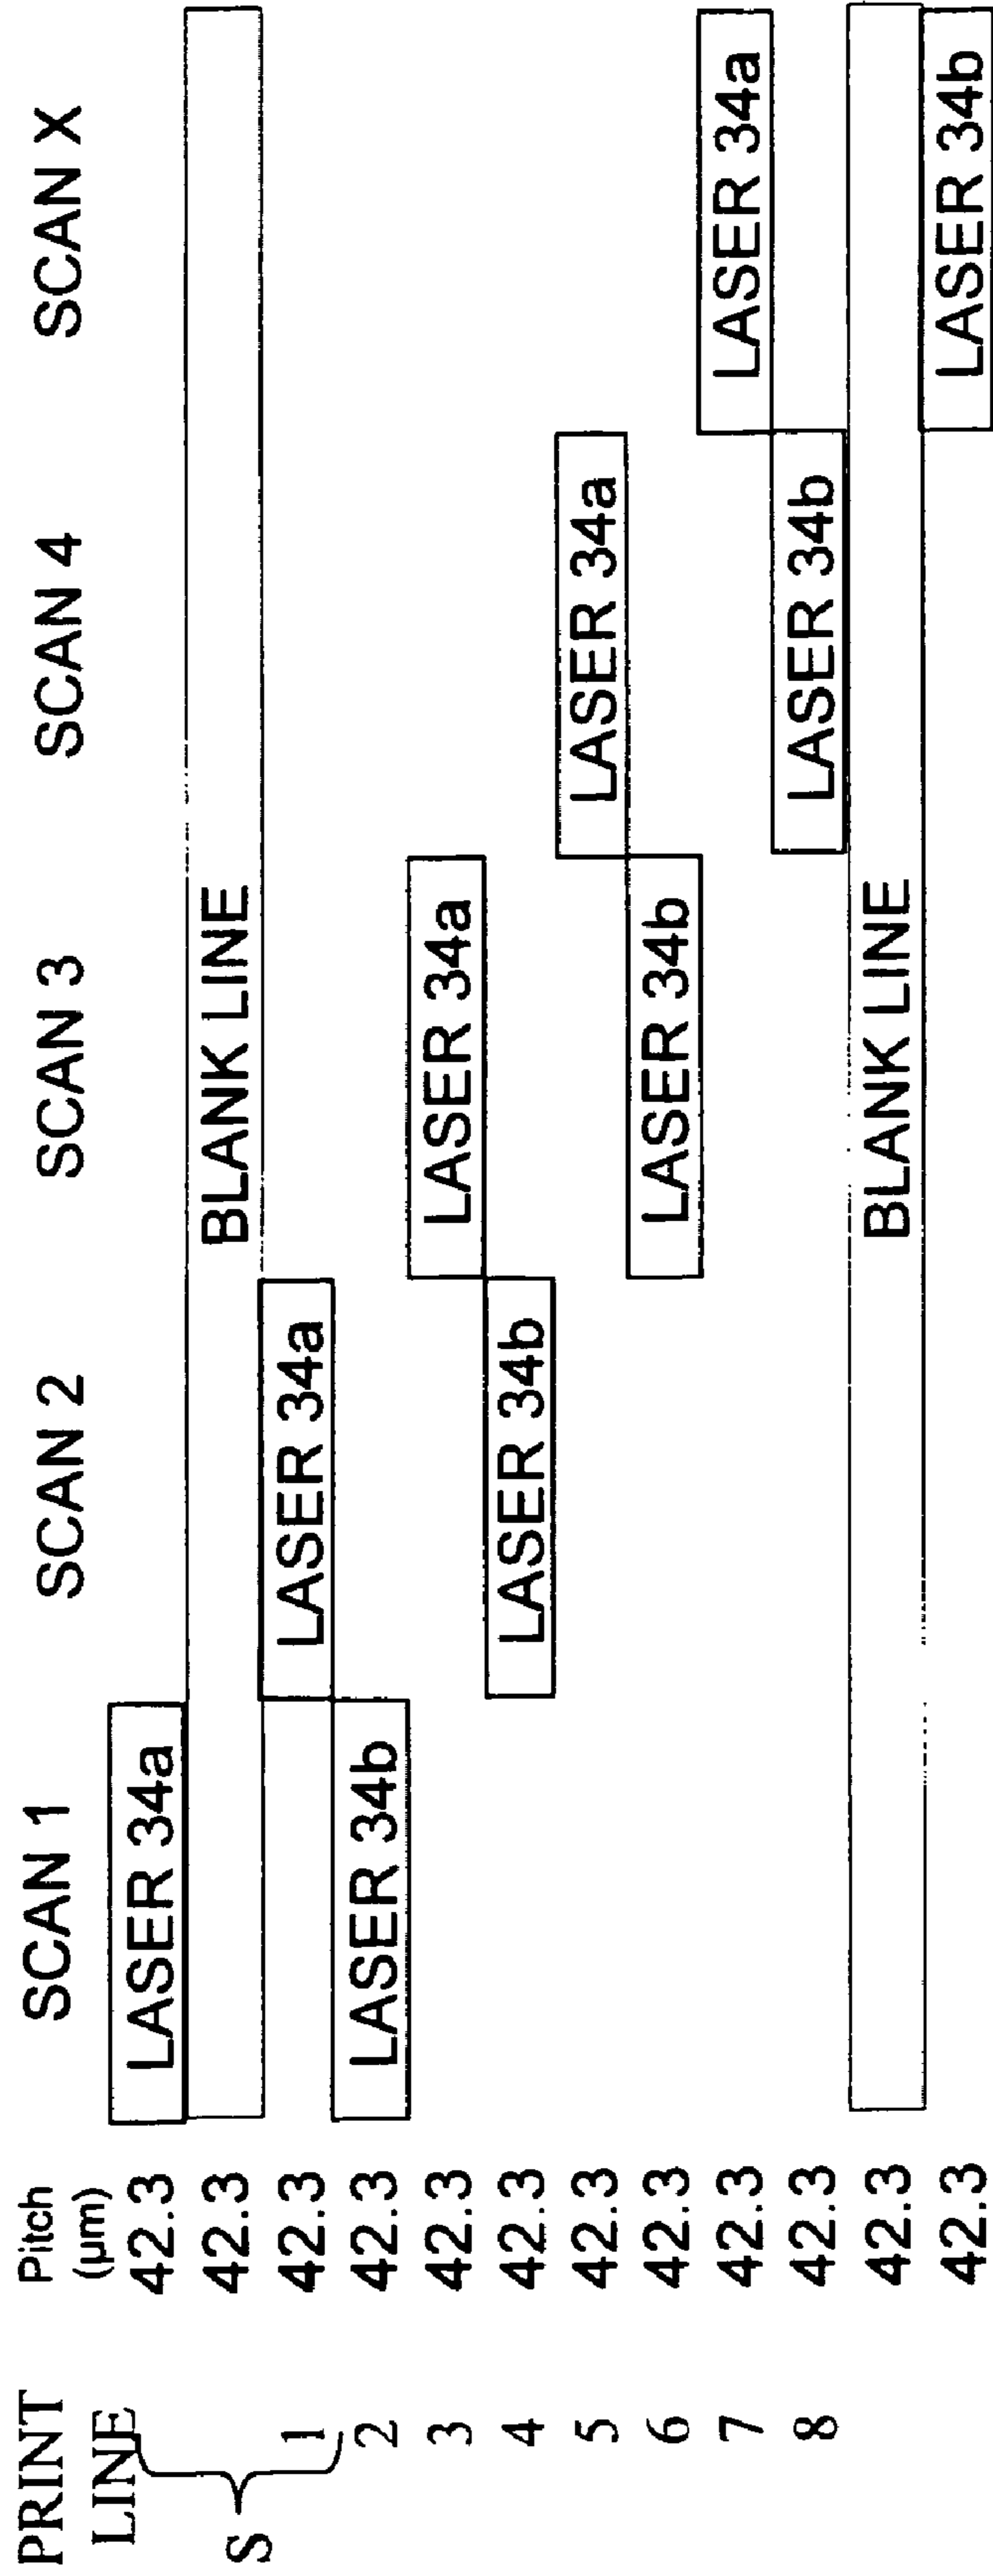 PRINT LINE Pitch (μm) SCAN 1 SCAN 2 SCAN 3 SCAN 4 SCAN X
42.3 LASER 34a
S 42.3 BLANK LINE
1 42.3 LASER 34a
2 42.3 LASER 34b
3 42.3 LASER 34a
4 42.3 LASER 34b
5 42.3 LASER 34a
6 42.3 LASER 34b
7 42.3 LASER 34a
8 42.3 LASER 34b
42.3 BLANK LINE
42.3 LASER 34b